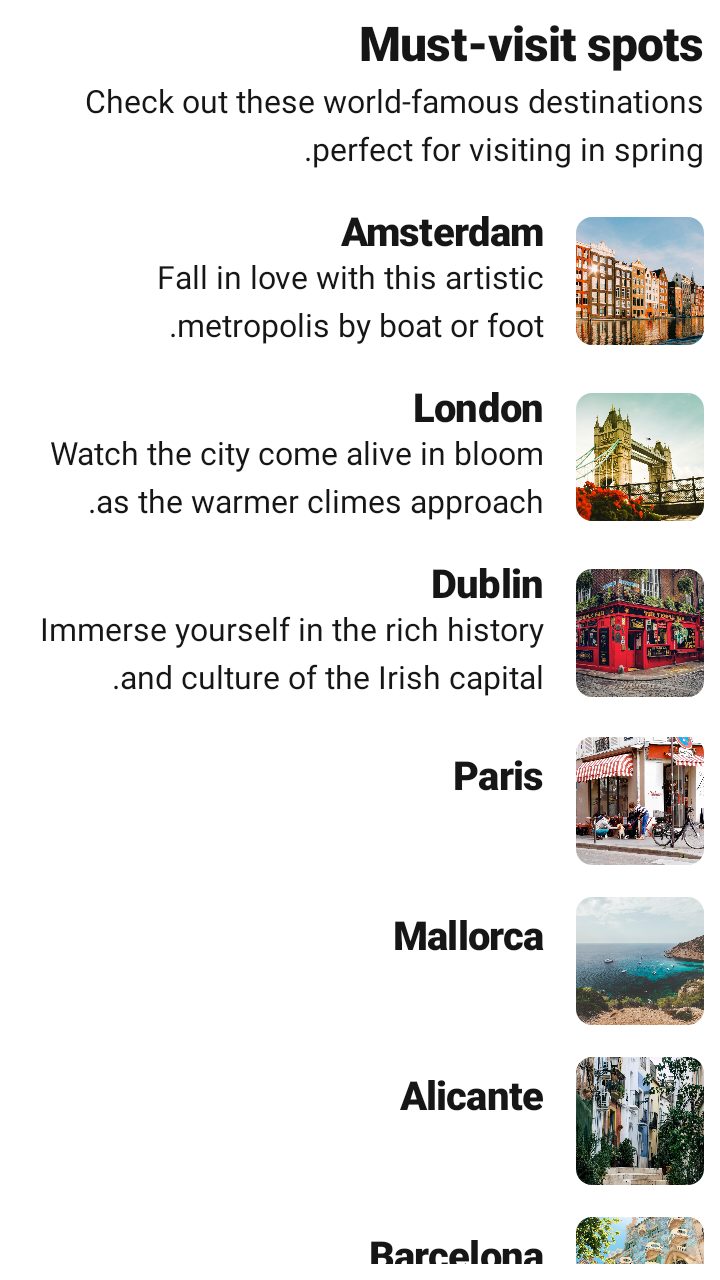 Must-visit spots
Check out these world-famous destinations
.perfect for visiting in spring
Amsterdam
Fall in love with this artistic
.metropolis by boat or foot
London
Watch the city come alive in bloom
.as the warmer climes approach
Dublin
Immerse yourself in the rich history
.and culture of the Irish capital
Paris
Mallorca
Alicante
Barcelona